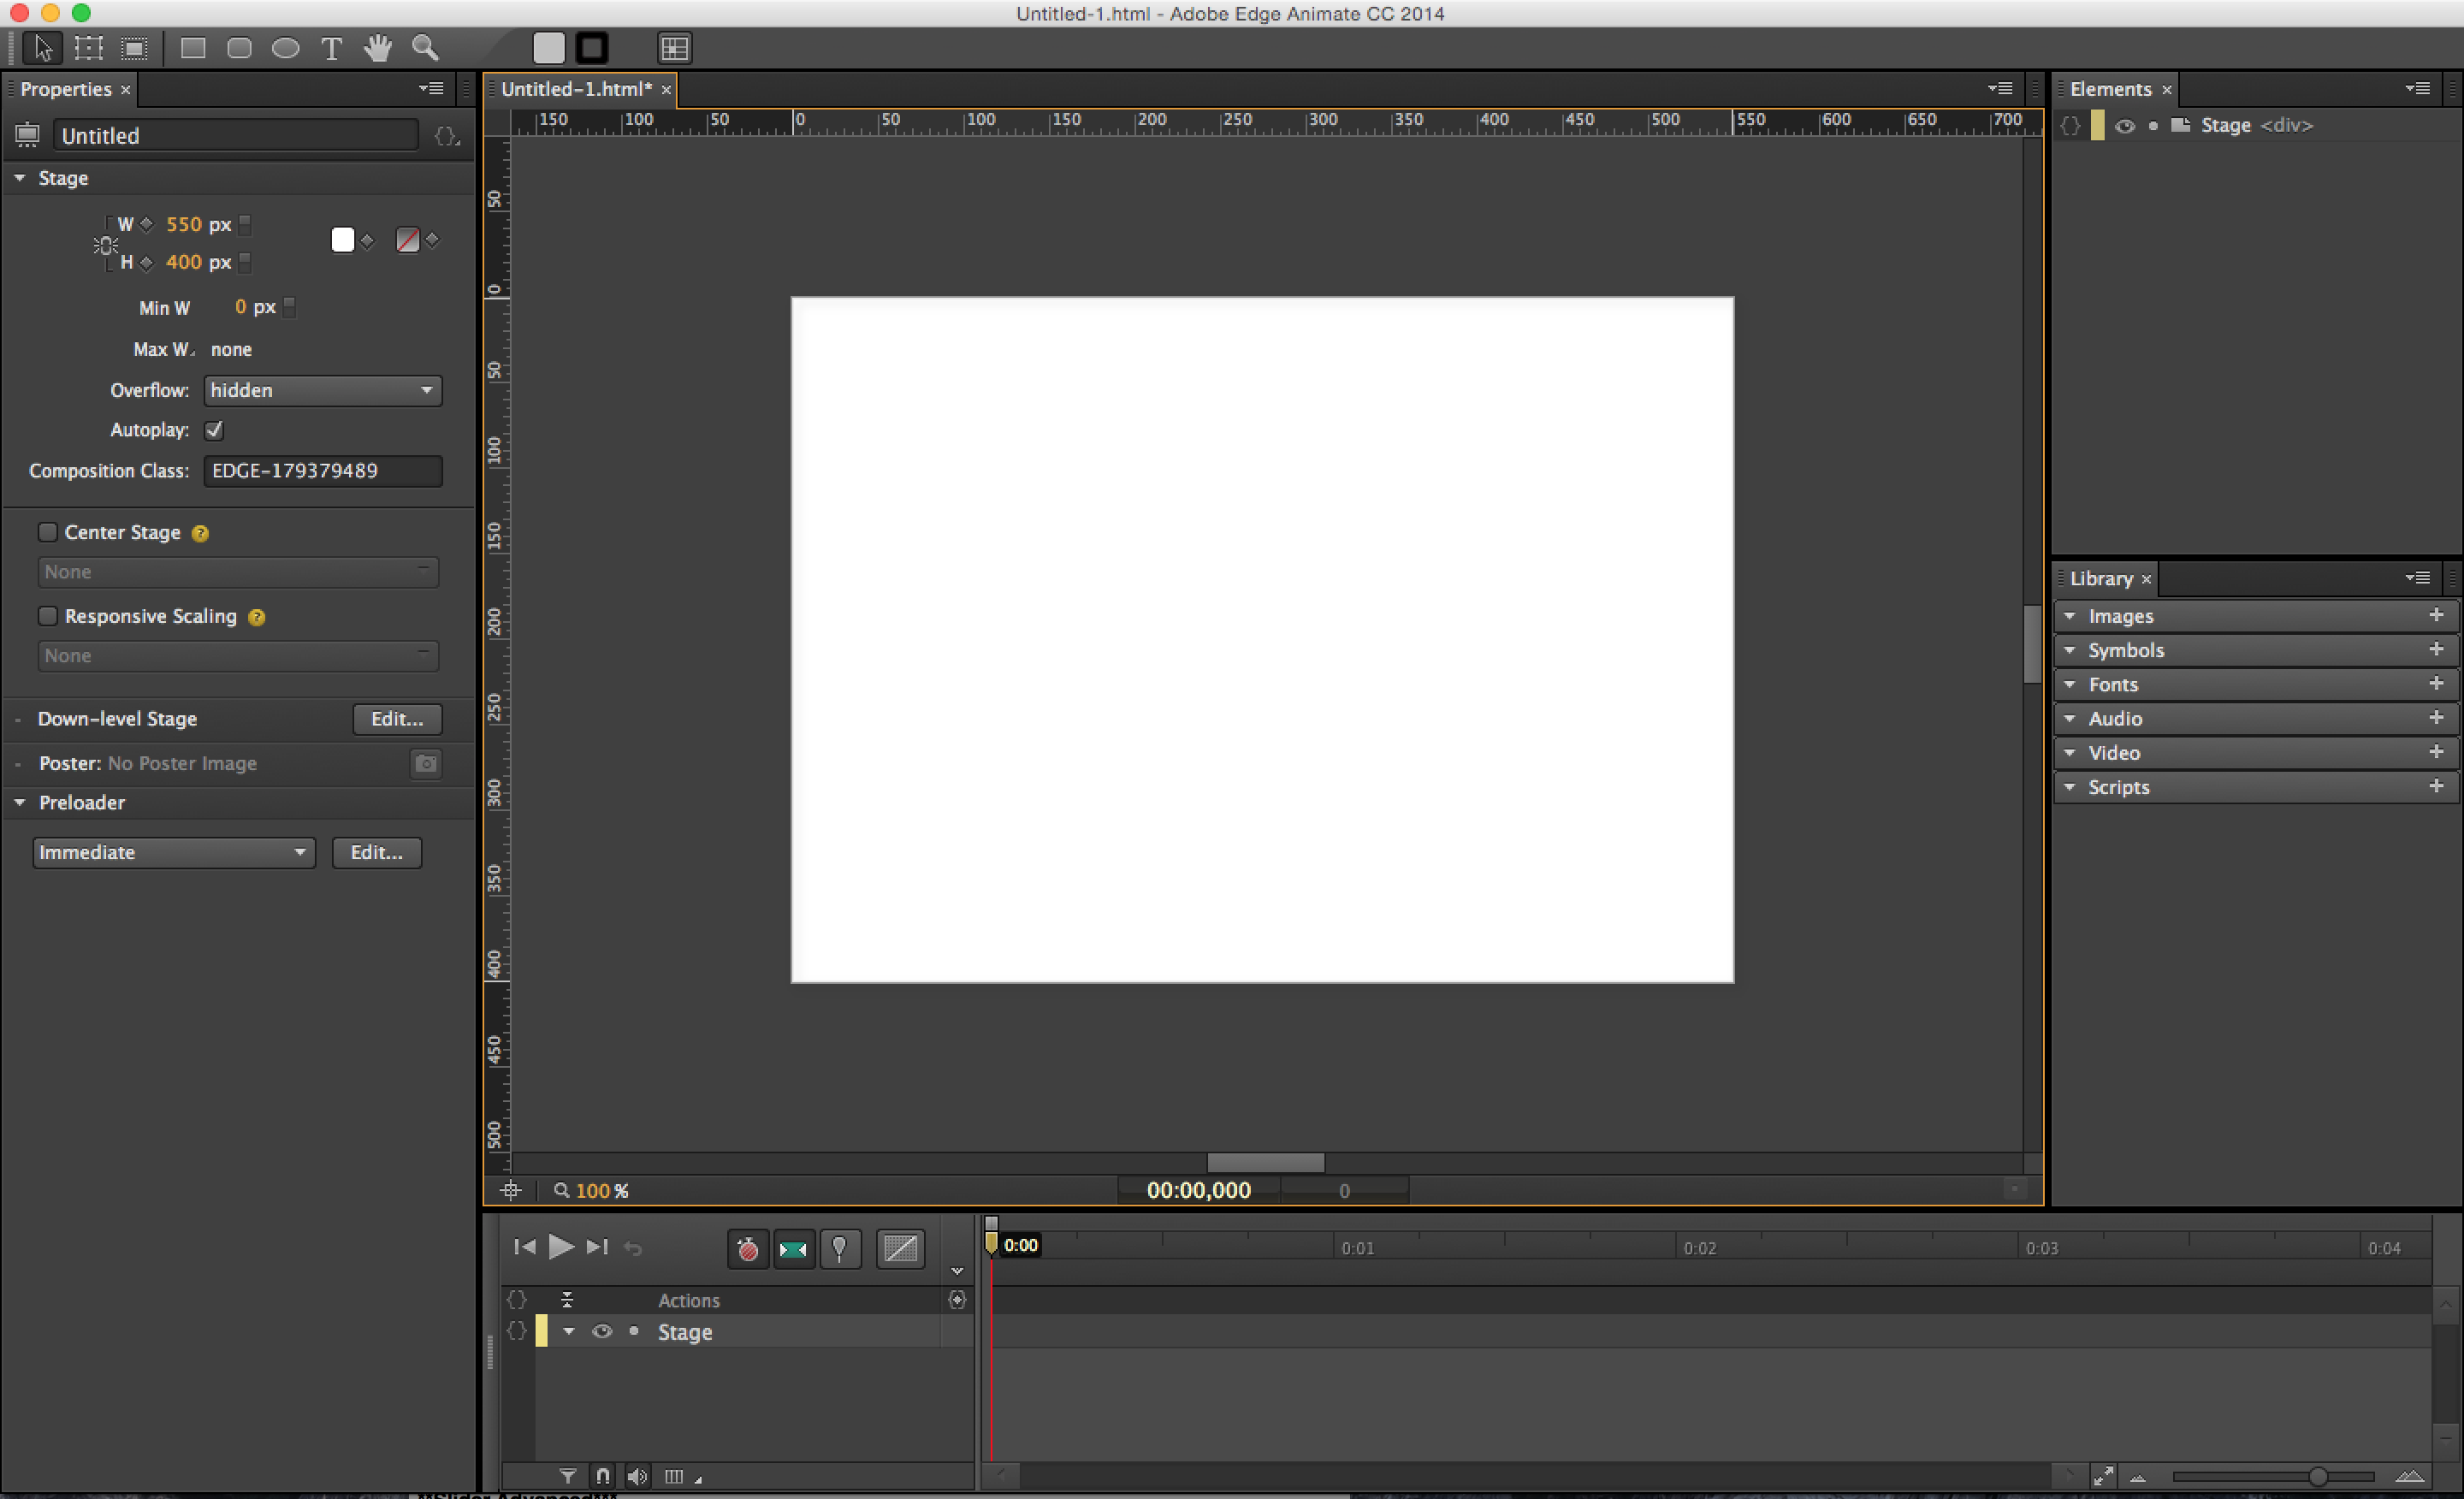 Untitled-1.html - Adobe Edge Animate CC 2014
T
Properties ×
Untitled
{}
Stage
W 550 px
H 400 px
Min W 0 px
Max W none
Overflow: hidden
Autoplay:
Composition Class: EDGE-179379489
Center Stage ?
None
Responsive Scaling ?
None
Down-level Stage Edit...
Poster: No Poster Image
Preloader
Immediate Edit...
Untitled-1.html* ×
150 100 50 0 50 100 150 200 250 300 350 400 450 500 550 600 650 700
50
0
50
100
150
200
250
300
350
400
450
500
100 % 00:00,000 0
0:00 0:01 0:02 0:03 0:04
{} Actions
{} Stage
Elements ×
{} Stage <div>
Library ×
Images +
Symbols +
Fonts +
Audio +
Video +
Scripts +